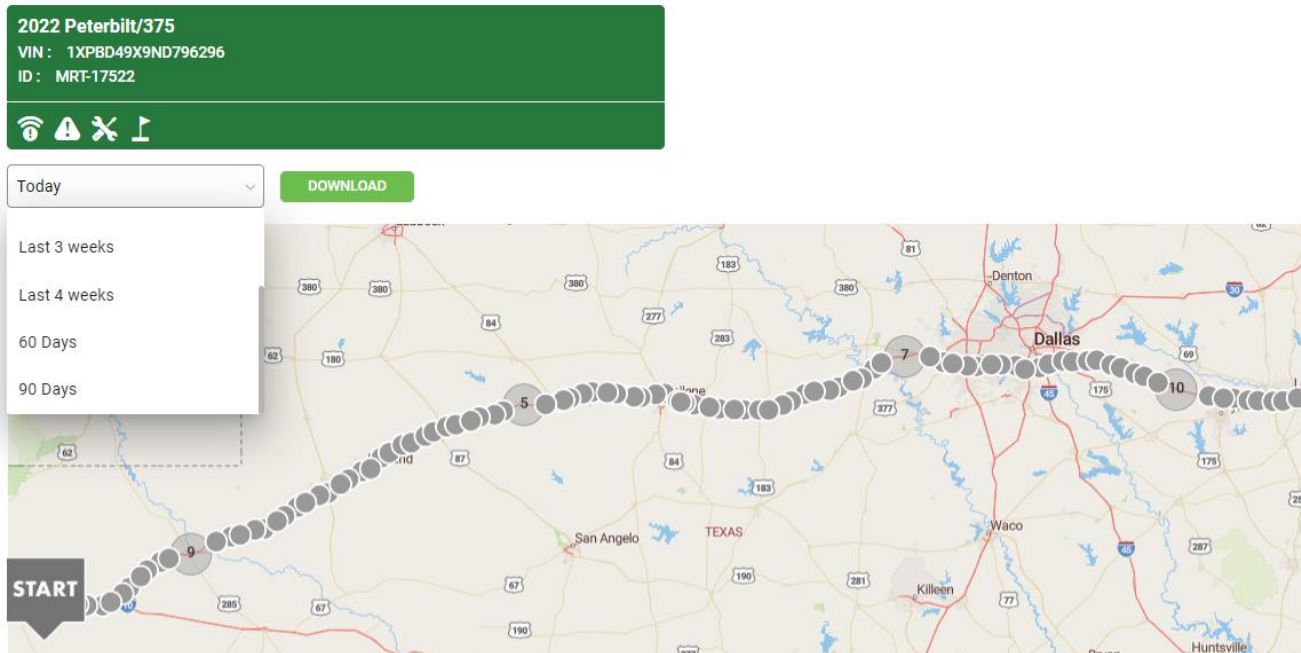 2022 Peterbilt/375
VIN : 1XPBD49X9ND796296
ID : MRT-17522
Today
DOWNLOAD
Last 3 weeks
Last 4 weeks
60 Days
90 Days
81
183
Denton
380
380
380
380
30
277
84
283
Dallas
62
180
69
7
10
175
45
5
377
62
87
84
175
183
San Angelo
TEXAS
Waco
9
45
287
START
67
190
281
Killeen
77
10
285
67
190
Huntsville